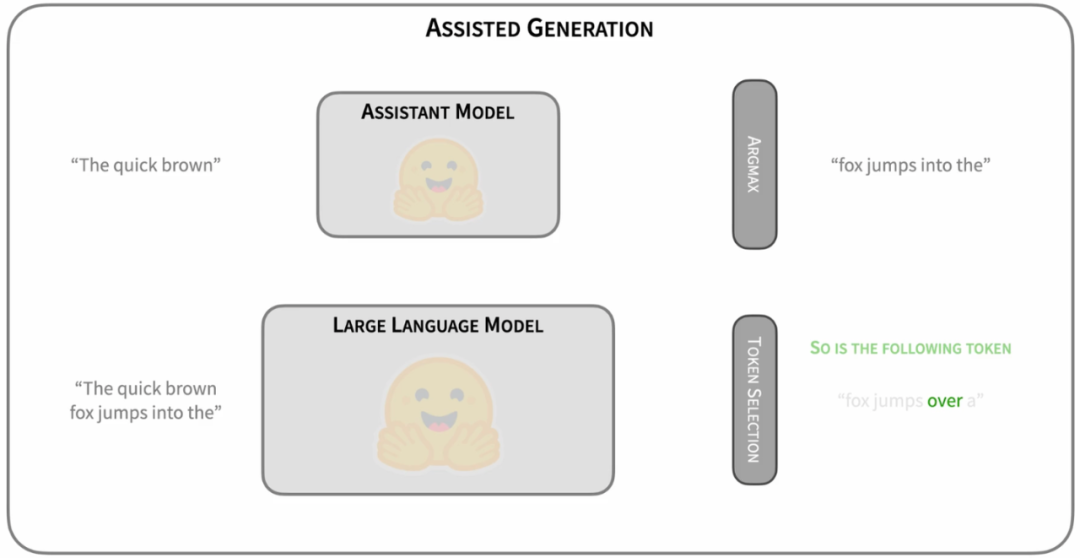 ASSISTED GENERATION
ASSISTANT MODEL
“The quick brown”
ARGMAX
“fox jumps into the”
LARGE LANGUAGE MODEL
“The quick brown
fox jumps into the”
TOKEN SELECTION
SO IS THE FOLLOWING TOKEN
“fox jumps over a”